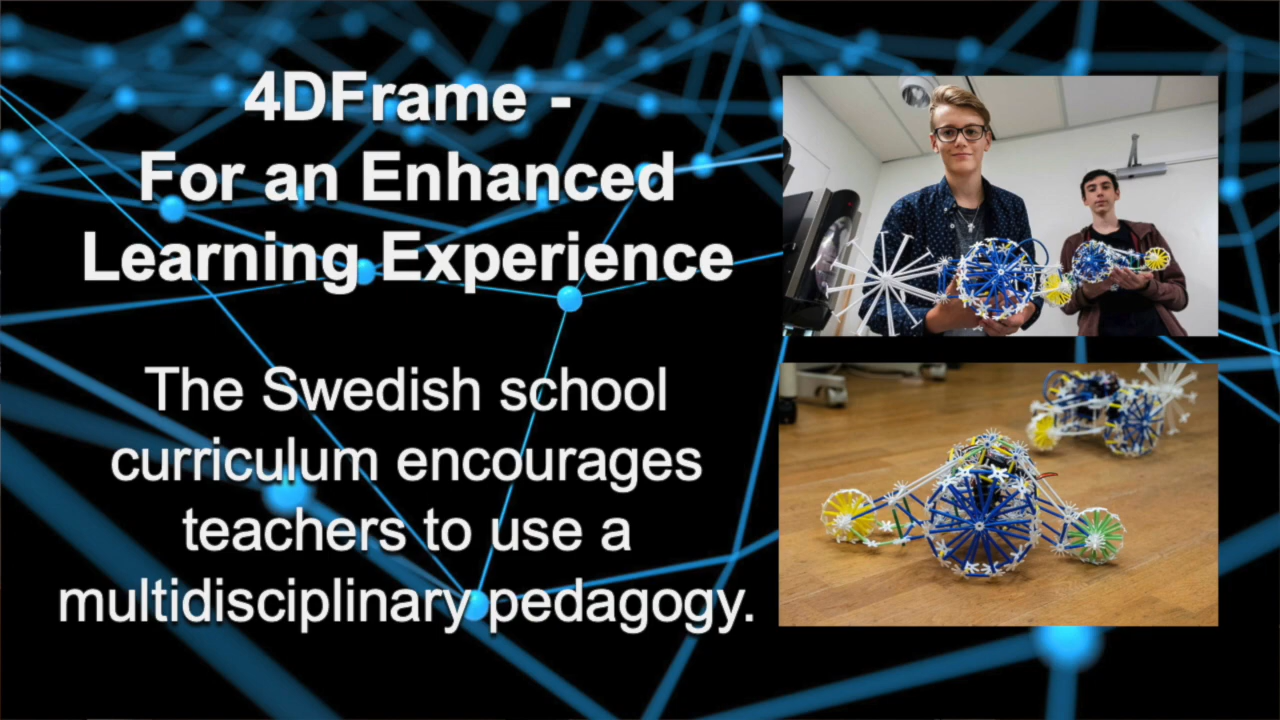 4DFrame -
For an Enhanced
Learning Experience
The Swedish school
curriculum encourages
teachers to use a
multidisciplinary pedagogy.